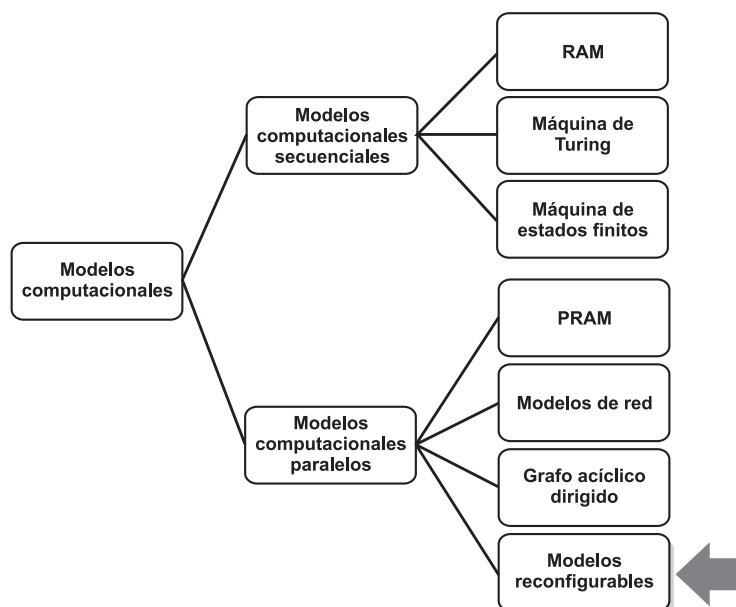 Modelos
computacionales
Modelos
computacionales
secuenciales
RAM
Máquina de
Turing
Máquina de
estados finitos
Modelos
computacionales
paralelos
PRAM
Modelos de red
Grafo acíclico
dirigido
Modelos
reconfigurables